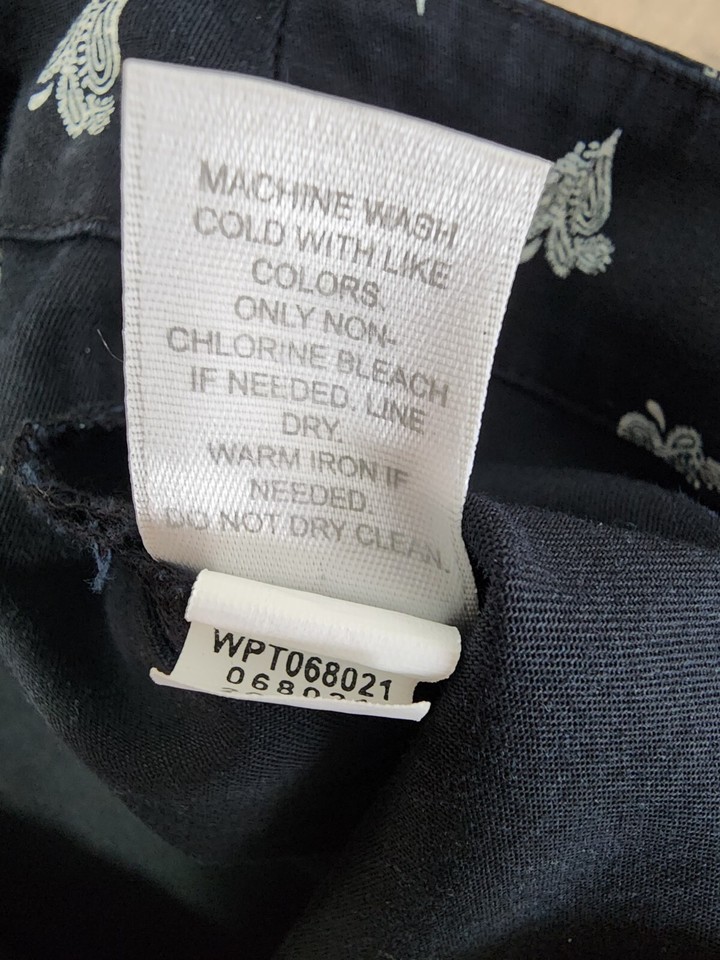 MACHINE WASH
COLD WITH LIKE
COLORS.
ONLY NON-
CHLORINE BLEACH
IF NEEDED. LINE
DRY.
WARM IRON IF
NEEDED.
DO NOT DRY CLEAN.
WPT068021